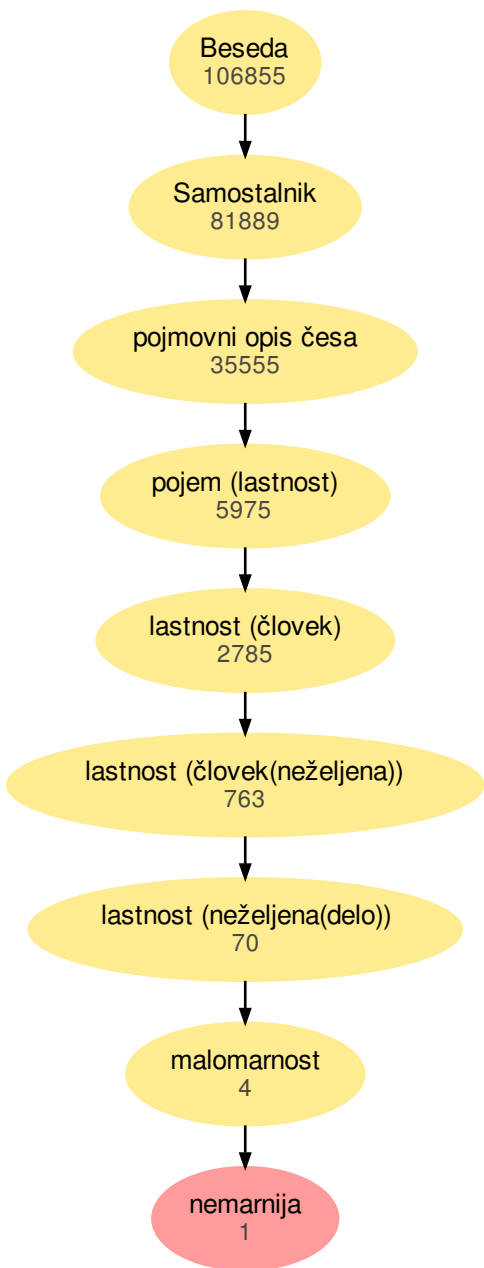 Beseda
106855
Samostalnik
81889
pojmovni opis česa
35555
pojem (lastnost)
5975
lastnost (človek)
2785
lastnost (človek(neželjena))
763
lastnost (neželjena(delo))
70
malomarnost
4
nemarnija
1